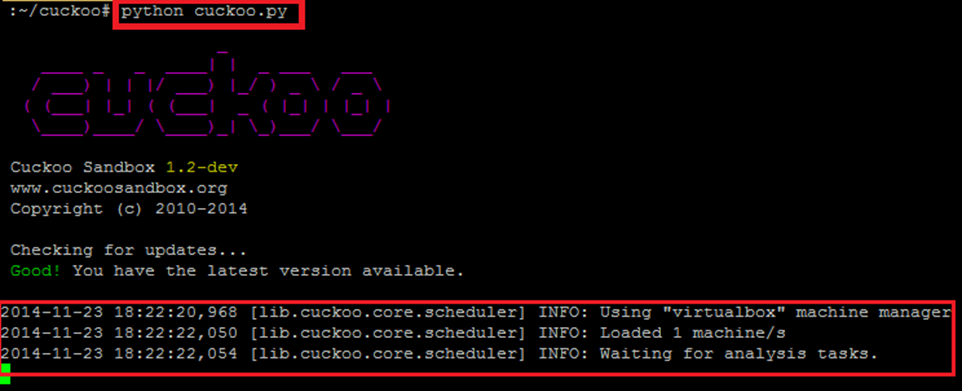 :~/cuckoo# python cuckoo.py
cuckoo
Cuckoo Sandbox 1.2-dev
www.cuckoosandbox.org
Copyright (c) 2010-2014
Checking for updates...
Good! You have the latest version available.
2014-11-23 18:22:20,968 [lib.cuckoo.core.scheduler] INFO: Using "virtualbox" machine manager
2014-11-23 18:22:22,050 [lib.cuckoo.core.scheduler] INFO: Loaded 1 machine/s
2014-11-23 18:22:22,054 [lib.cuckoo.core.scheduler] INFO: Waiting for analysis tasks.